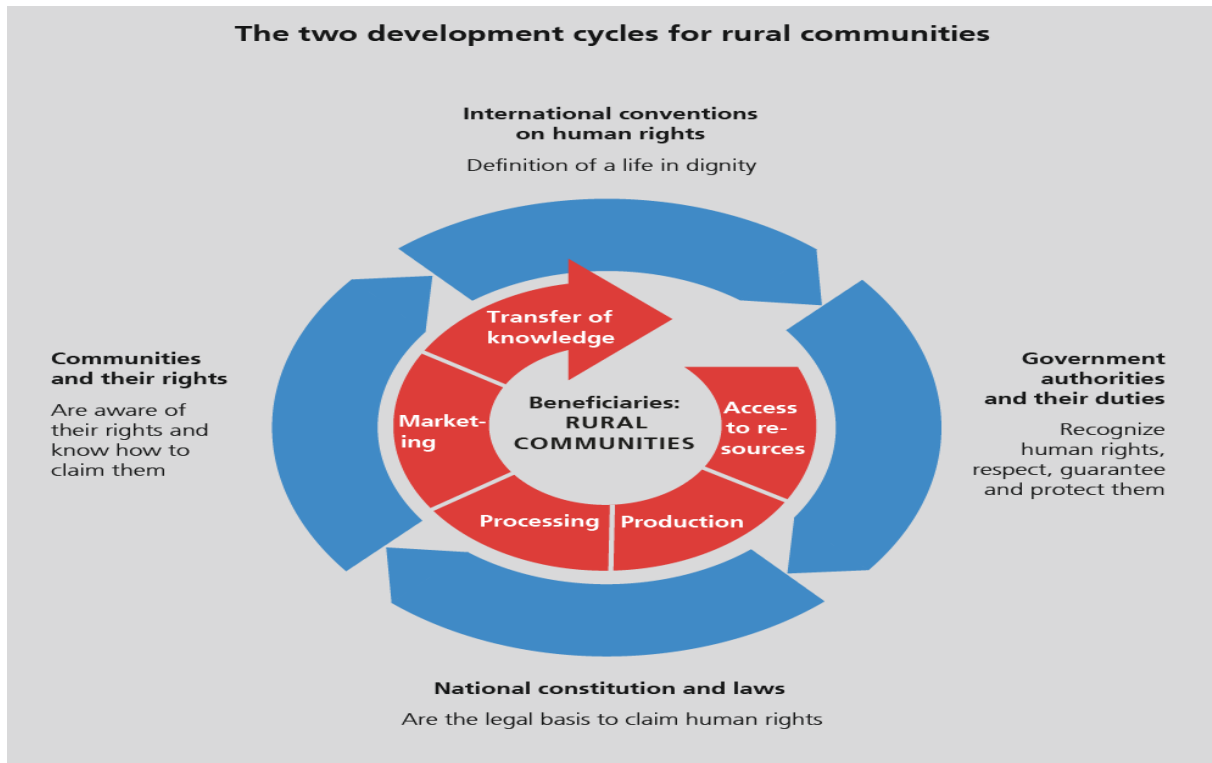 The two development cycles for rural communities
International conventions
on human rights
Definition of a life in dignity
Transfer of
knowledge
Communities
and their rights
Are aware of
their rights and
know how to
claim them
Market-
ing
Beneficiaries:
RURAL
COMMUNITIES
Access
to re-
sources
Government
authorities
and their duties
Recognize
human rights,
respect, guarantee
and protect them
Processing
Production
National constitution and laws
Are the legal basis to claim human rights